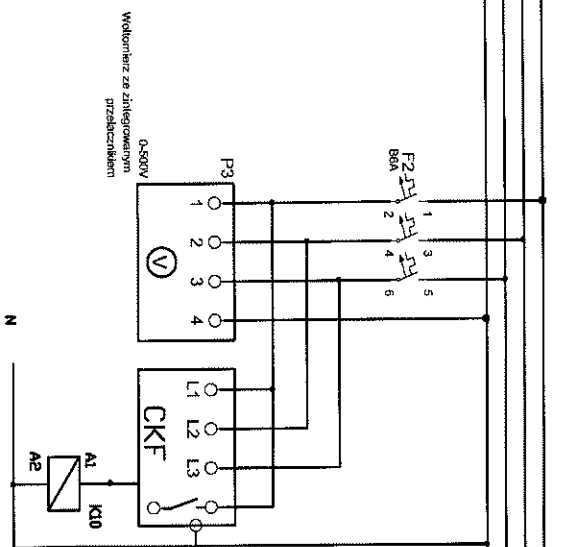 F2
B6A
1
3
5
2
4
6
P3
0-500V
Woltomierz ze zintegrowanym
przełącznikiem
1
2
3
4
V
L1
L2
L3
CKF
A1
K10
A2
N